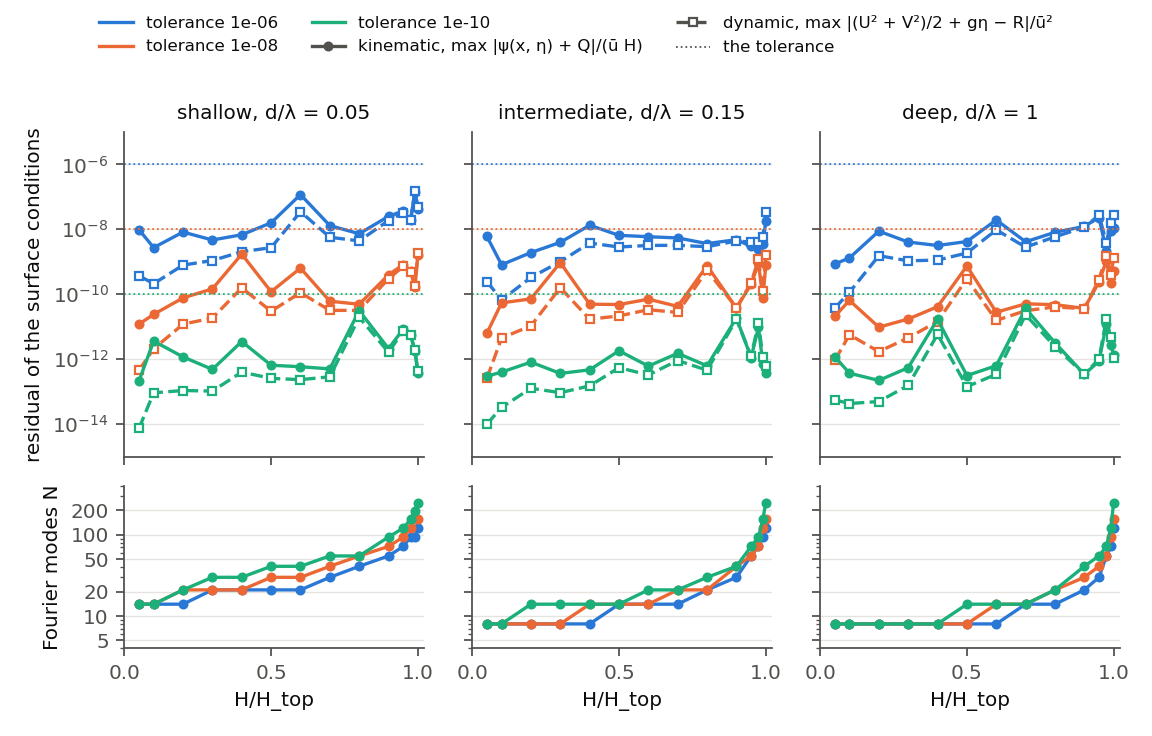 tolerance 1e-06
tolerance 1e-08
tolerance 1e-10
kinematic, max |ψ(x, η) + Q|/(ū H)
dynamic, max |(U² + V²)/2 + gη − R|/ū²
the tolerance
shallow, d/λ = 0.05
intermediate, d/λ = 0.15
deep, d/λ = 1
residual of the surface conditions
10⁻⁶
10⁻⁸
10⁻¹⁰
10⁻¹²
10⁻¹⁴
Fourier modes N
200
100
50
20
10
5
0.0 0.5 1.0
0.0 0.5 1.0
0.0 0.5 1.0
H/H_top
H/H_top
H/H_top